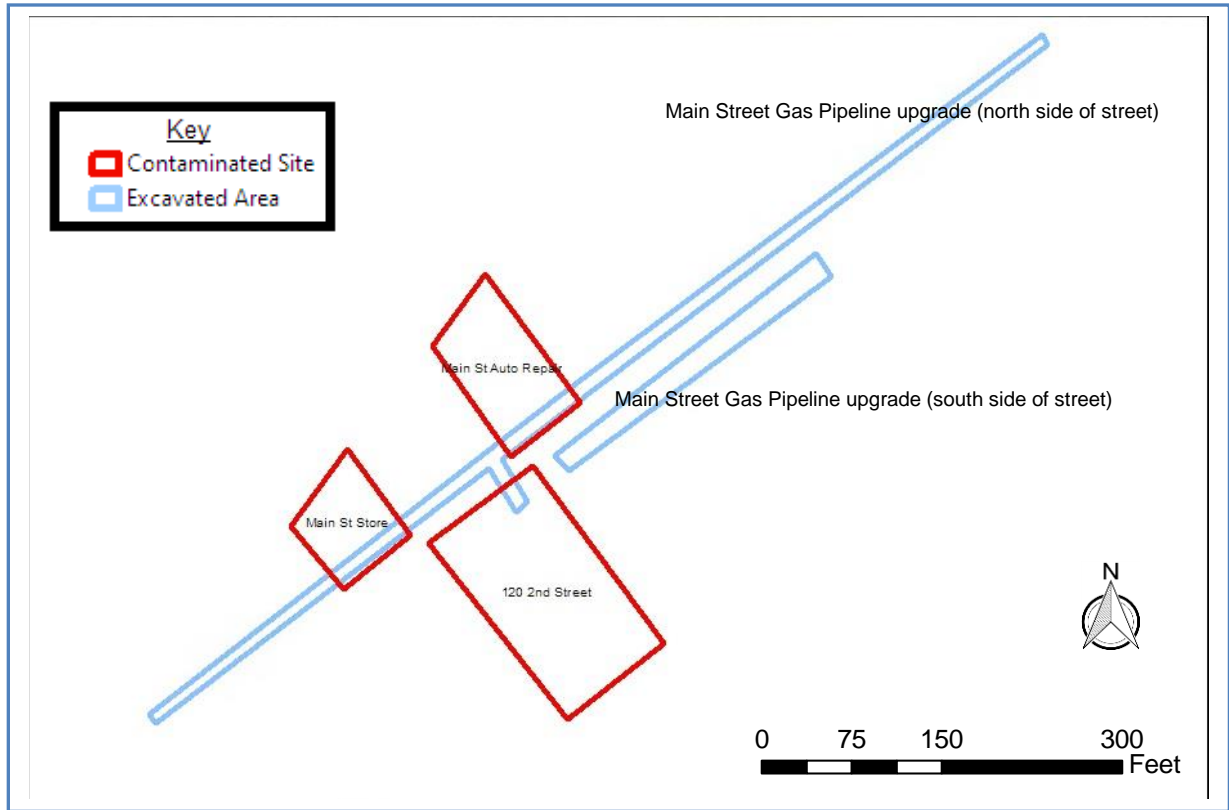 Main Street Gas Pipeline upgrade (north side of street)
Key
Contaminated Site
Excavated Area
Main St Auto Repair
Main Street Gas Pipeline upgrade (south side of street)
Main St Store
120 2nd Street
N
0 75 150 300
Feet